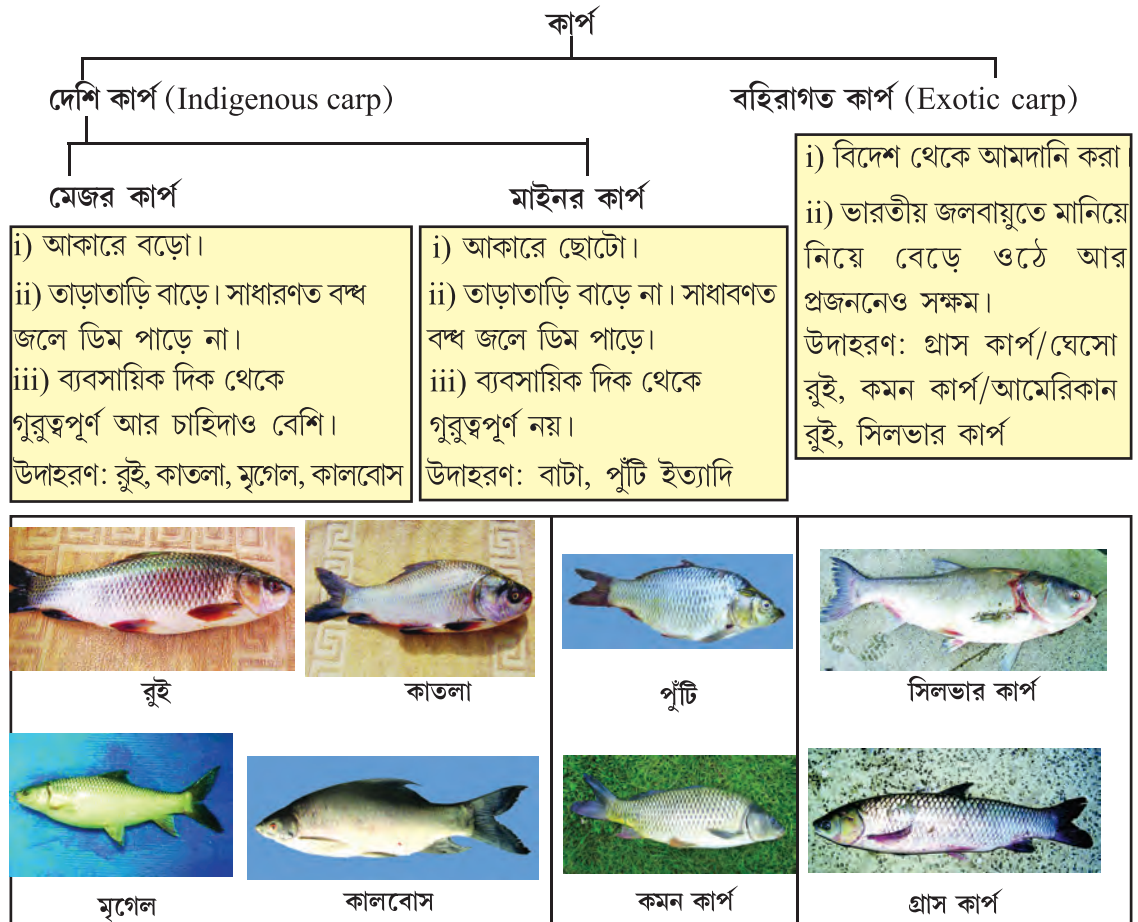 কার্প
দেশি কার্প (Indigenous carp)
বহিরাগত কার্প (Exotic carp)
মেজর কার্প
i) আকারে বড়ো।
ii) তাড়াতাড়ি বাড়ে। সাধারণত বদ্ধ
জলে ডিম পাড়ে না।
iii) ব্যবসায়িক দিক থেকে
গুরুত্বপূর্ণ আর চাহিদাও বেশি।
উদাহরণ: রুই, কাতলা, মৃগেল, কালবোস
মাইনর কার্প
i) আকারে ছোটো।
ii) তাড়াতাড়ি বাড়ে না। সাধাবণত
বদ্ধ জলে ডিম পাড়ে।
iii) ব্যবসায়িক দিক থেকে
গুরুত্বপূর্ণ নয়।
উদাহরণ: বাটা, পুঁটি ইত্যাদি
i) বিদেশ থেকে আমদানি করা।
ii) ভারতীয় জলবায়ুতে মানিয়ে
নিয়ে বেড়ে ওঠে আর
প্রজননেও সক্ষম।
উদাহরণ: গ্রাস কার্প/ঘেসো
রুই, কমন কার্প/আমেরিকান
রুই, সিলভার কার্প
রুই
কাতলা
পুঁটি
সিলভার কার্প
মৃগেল
কালবোস
কমন কার্প
গ্রাস কার্প